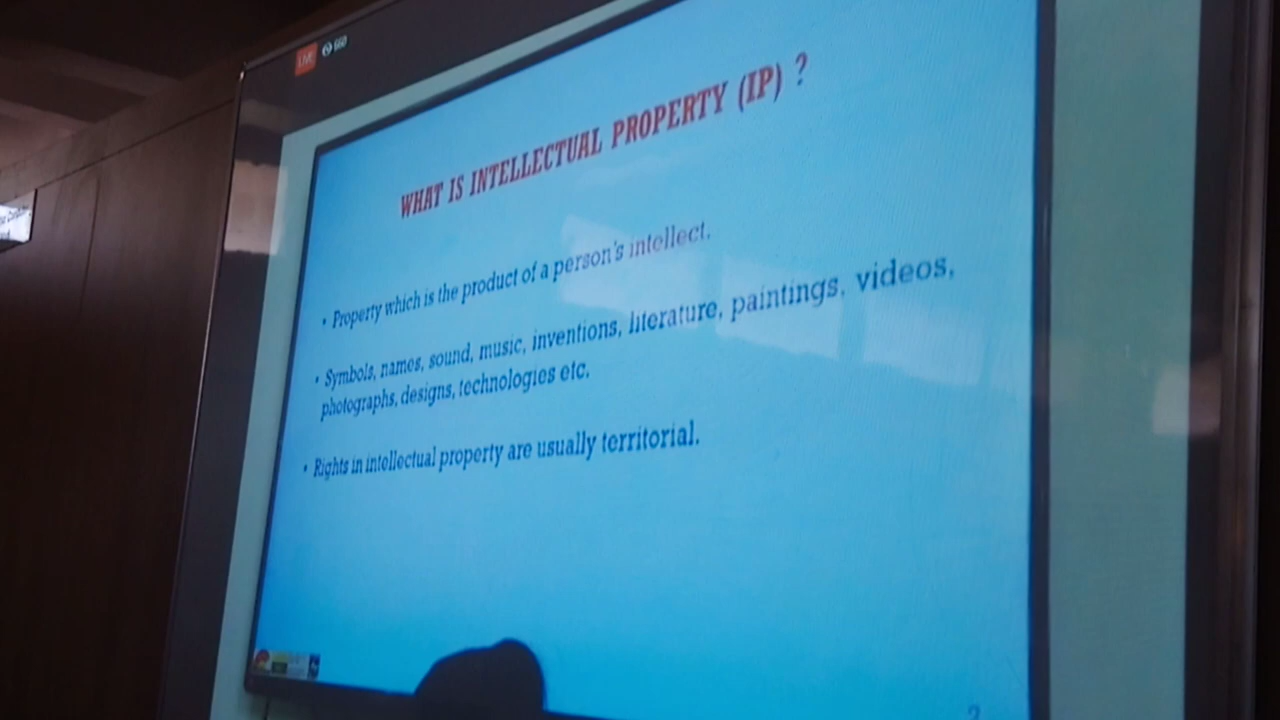 LIVE
WHAT IS INTELLECTUAL PROPERTY (IP) ?
• Property which is the product of a person's intellect.
• Symbols, names, sound, music, inventions, literature, paintings, videos,
photographs, designs, technologies etc.
• Rights in intellectual property are usually territorial.